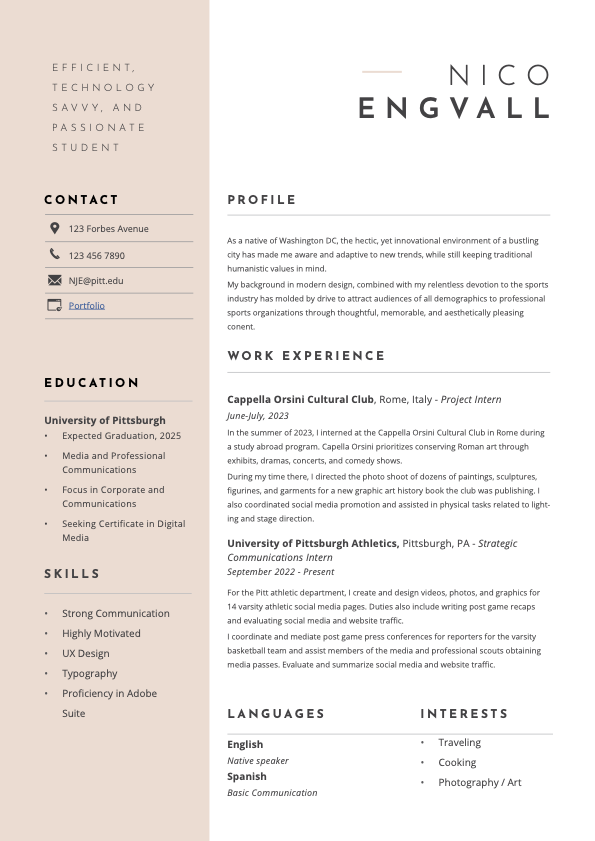 EFFICIENT,
TECHNOLOGY
SAVVY, AND
PASSIONATE
STUDENT
NICO
ENGVALL
CONTACT
123 Forbes Avenue
123 456 7890
NJE@pitt.edu
Portfolio
EDUCATION
University of Pittsburgh
• Expected Graduation, 2025
• Media and Professional
Communications
• Focus in Corporate and
Communications
• Seeking Certificate in Digital
Media
SKILLS
• Strong Communication
• Highly Motivated
• UX Design
• Typography
• Proficiency in Adobe
Suite
PROFILE
As a native of Washington DC, the hectic, yet innovational environment of a bustling
city has made me aware and adaptive to new trends, while still keeping traditional
humanistic values in mind.
My background in modern design, combined with my relentless devotion to the sports
industry has molded by drive to attract audiences of all demographics to professional
sports organizations through thoughtful, memorable, and aesthetically pleasing
conent.
WORK EXPERIENCE
Cappella Orsini Cultural Club, Rome, Italy - Project Intern
June-July, 2023
In the summer of 2023, I interned at the Cappella Orsini Cultural Club in Rome during
a study abroad program. Capella Orsini prioritizes conserving Roman art through
exhibits, dramas, concerts, and comedy shows.
During my time there, I directed the photo shoot of dozens of paintings, sculptures,
figurines, and garments for a new graphic art history book the club was publishing. I
also coordinated social media promotion and assisted in physical tasks related to light-
ing and stage direction.
University of Pittsburgh Athletics, Pittsburgh, PA - Strategic
Communications Intern
September 2022 - Present
For the Pitt athletic department, I create and design videos, photos, and graphics for
14 varsity athletic social media pages. Duties also include writing post game recaps
and evaluating social media and website traffic.
I coordinate and mediate post game press conferences for reporters for the varsity
basketball team and assist members of the media and professional scouts obtaining
media passes. Evaluate and summarize social media and website traffic.
LANGUAGES
English
Native speaker
Spanish
Basic Communication
INTERESTS
• Traveling
• Cooking
• Photography / Art